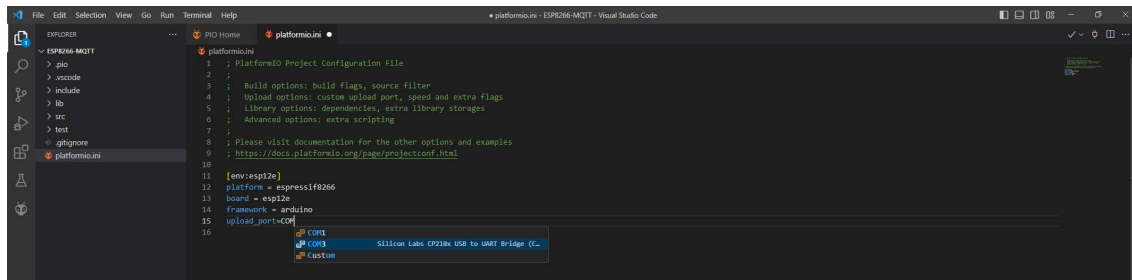 File Edit Selection View Go Run Terminal Help
● platformio.ini - ESP8266-MQTT - Visual Studio Code
EXPLORER
PIO Home
platformio.ini
ESP8266-MQTT
.pio
.vscode
include
lib
src
test
.gitignore
platformio.ini
platformio.ini
1 ; PlatformIO Project Configuration File
2 ;
3 ; Build options: build flags, source filter
4 ; Upload options: custom upload port, speed and extra flags
5 ; Library options: dependencies, extra library storages
6 ; Advanced options: extra scripting
7 ;
8 ; Please visit documentation for the other options and examples
9 ; https://docs.platformio.org/page/projectconf.html
10
11 [env:esp12e]
12 platform = espressif8266
13 board = esp12e
14 framework = arduino
15 upload_port=COM
16
COM1
COM3 Silicon Labs CP210x USB to UART Bridge (C…
Custom